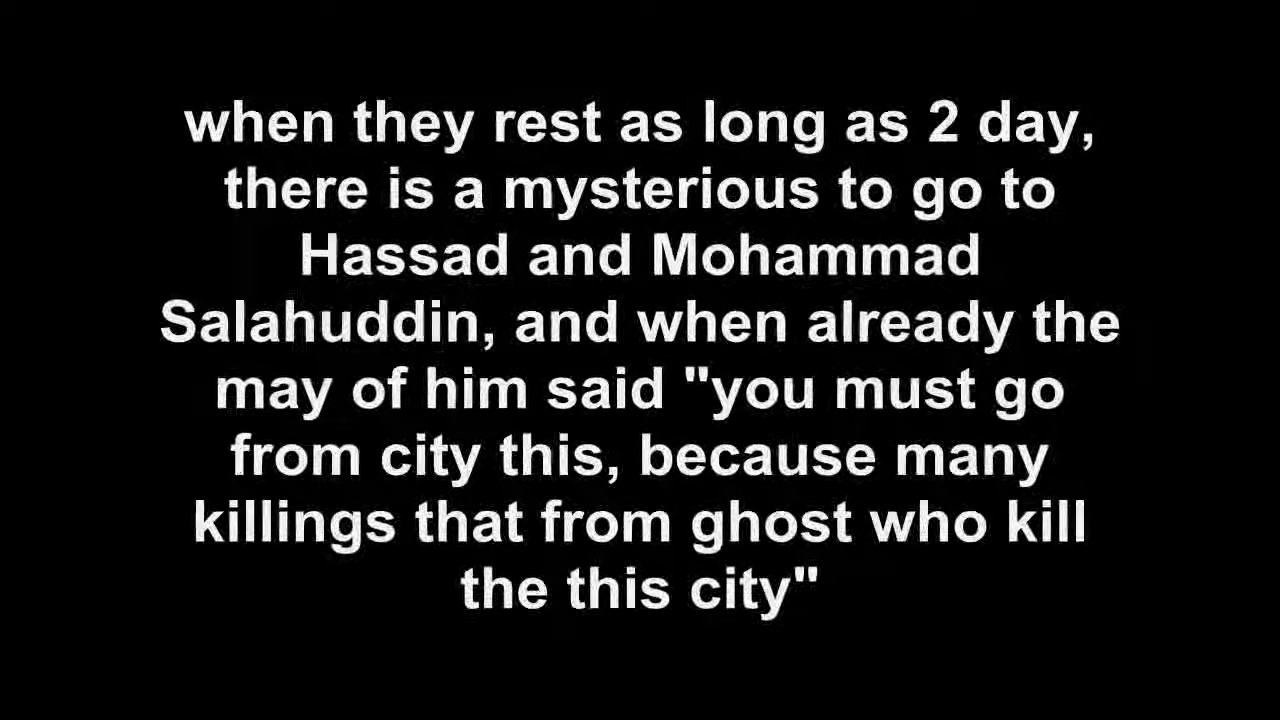 when they rest as long as 2 day,
there is a mysterious to go to
Hassad and Mohammad
Salahuddin, and when already the
may of him said "you must go
from city this, because many
killings that from ghost who kill
the this city"